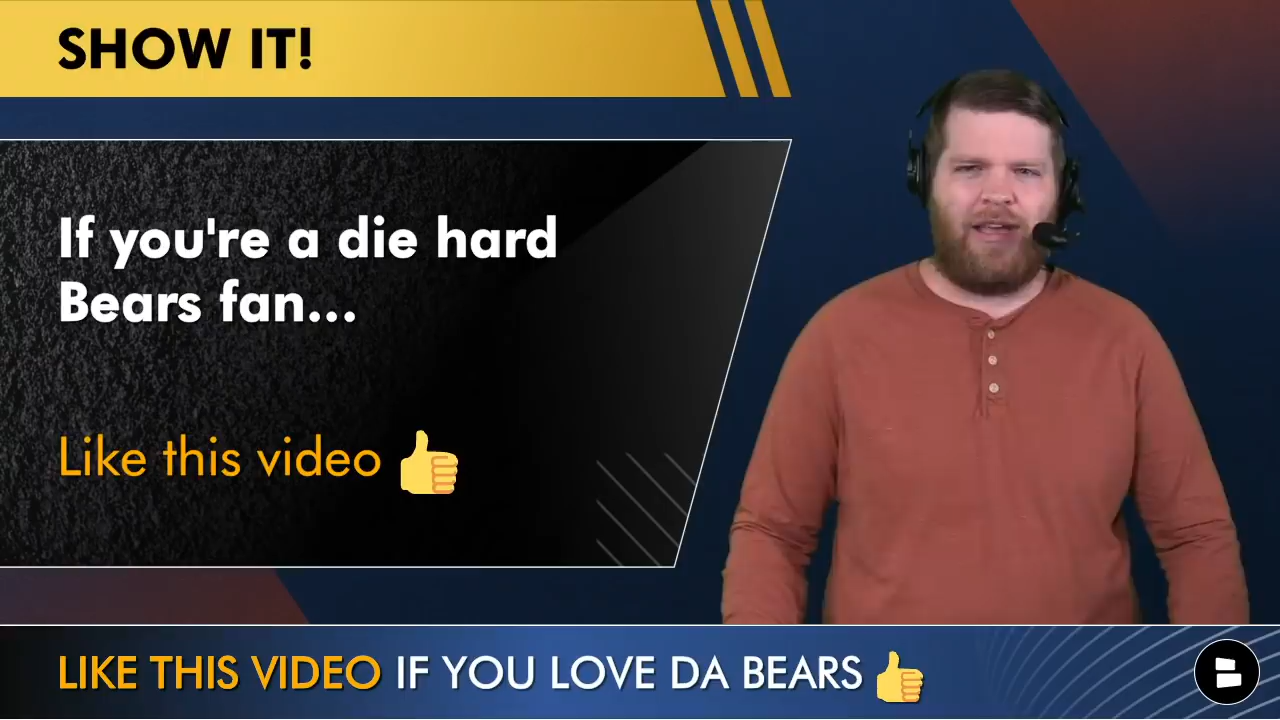 SHOW IT!
If you're a die hard
Bears fan...
Like this video 👍
LIKE THIS VIDEO IF YOU LOVE DA BEARS 👍